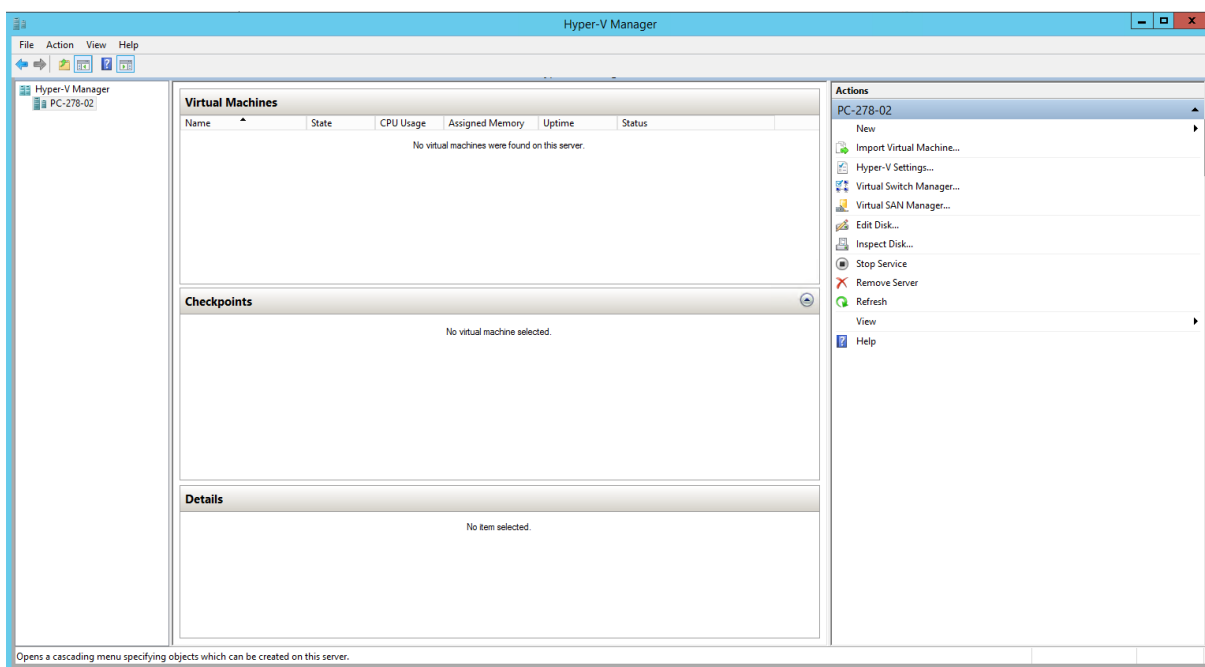 Hyper-V Manager
File Action View Help
Hyper-V Manager
PC-278-02
Virtual Machines
Name State CPU Usage Assigned Memory Uptime Status
No virtual machines were found on this server.
Checkpoints
No virtual machine selected.
Details
No item selected.
Actions
PC-278-02
New
Import Virtual Machine...
Hyper-V Settings...
Virtual Switch Manager...
Virtual SAN Manager...
Edit Disk...
Inspect Disk...
Stop Service
Remove Server
Refresh
View
Help
Opens a cascading menu specifying objects which can be created on this server.